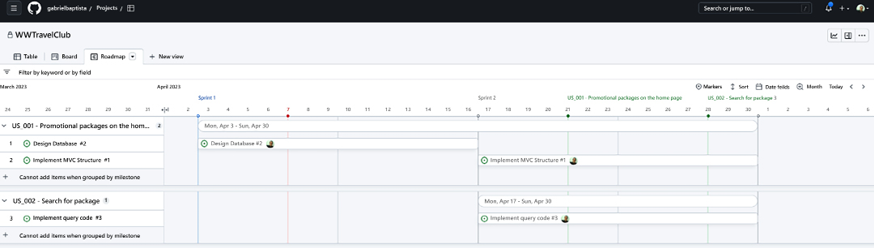 gabrielbaptista / Projects /
Search or jump to... /
WWTravelClub
Table Board Roadmap + New view
Filter by keyword or by field
March 2023 April 2023 Sprint 1 Sprint 2 US_001 - Promotional packages on the home page US_002 - Search for package 3 Markers Sort Date fields Month Today
24 25 26 27 28 29 30 31 2 3 4 5 6 7 8 9 10 11 12 13 14 15 17 18 19 20 21 22 23 24 25 26 27 28 29 30 1 2 3 4 5 6 7
US_001 - Promotional packages on the hom... 2 Mon, Apr 3 - Sun, Apr 30
1 Design Database #2 Design Database #2
2 Implement MVC Structure #1 Implement MVC Structure #1
+ Cannot add items when grouped by milestone
US_002 - Search for package 1 Mon, Apr 17 - Sun, Apr 30
3 Implement query code #3 Implement query code #3
+ Cannot add items when grouped by milestone